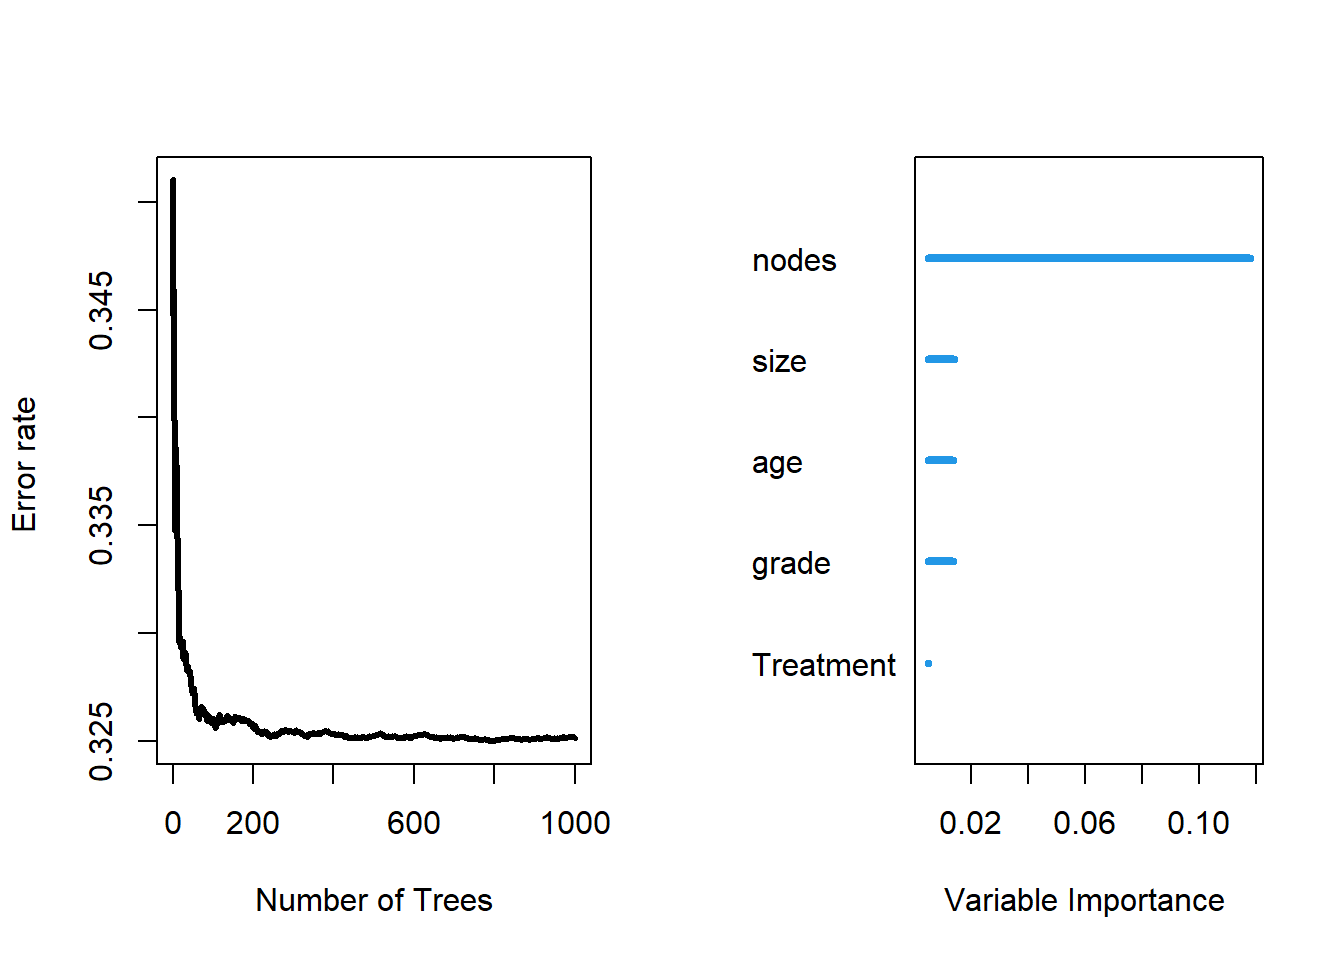 Error rate
0.345
0.335
0.325
0 200 600 1000
Number of Trees
nodes
size
age
grade
Treatment
0.02 0.06 0.10
Variable Importance